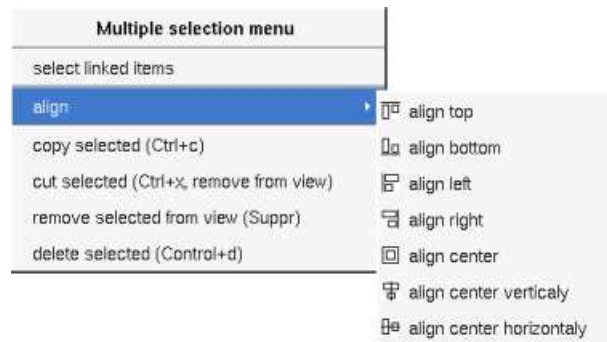 Multiple selection menu
select linked items
align
copy selected (Ctrl+c)
cut selected (Ctrl+x, remove from view)
remove selected from view (Suppr)
delete selected (Control+d)
align top
align bottom
align left
align right
align center
align center verticaly
align center horizontaly